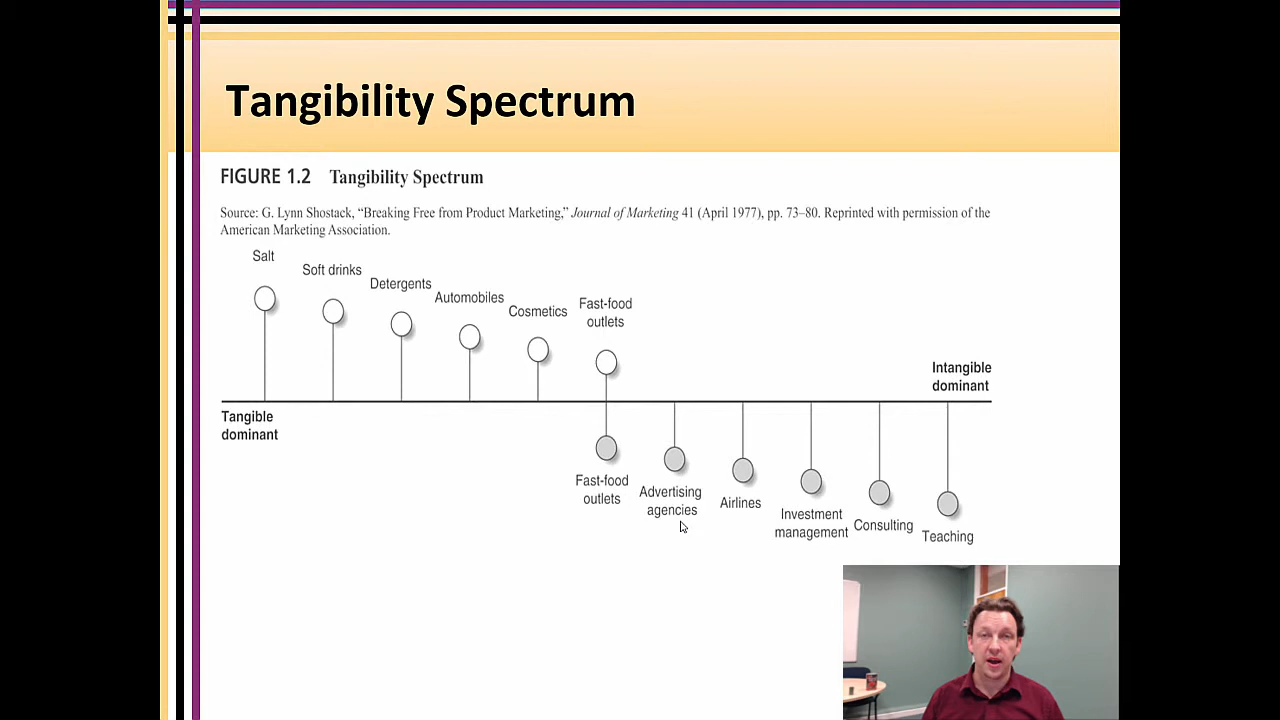 Tangibility Spectrum
FIGURE 1.2 Tangibility Spectrum
Source: G. Lynn Shostack, “Breaking Free from Product Marketing,” Journal of Marketing 41 (April 1977), pp. 73–80. Reprinted with permission of the
American Marketing Association.
Salt
Soft drinks
Detergents
Automobiles
Cosmetics
Fast-food
outlets
Intangible
dominant
Tangible
dominant
Fast-food
outlets
Advertising
agencies
Airlines
Investment
management
Consulting
Teaching